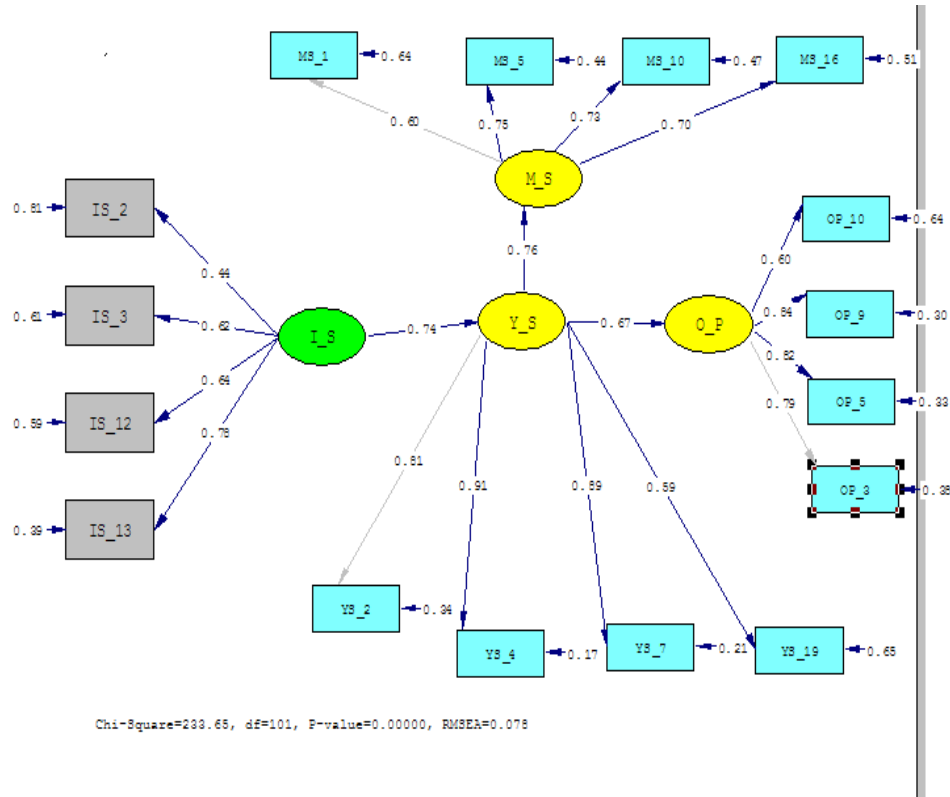 MS_1
0.64
MS_5
0.44
MS_10
0.47
MS_16
0.51
0.60
0.75
0.73
0.70
M_S
0.81
IS_2
0.44
0.61
IS_3
0.62
0.59
IS_12
0.64
0.39
IS_13
0.78
I_S
0.74
0.76
Y_S
0.67
O_P
0.60
OP_10
0.64
0.84
OP_9
0.30
0.82
OP_5
0.33
0.79
OP_3
0.38
0.81
0.91
0.89
0.59
YS_2
0.34
YS_4
0.17
YS_7
0.21
YS_19
0.65
Chi-Square=233.65, df=101, P-value=0.00000, RMSEA=0.078